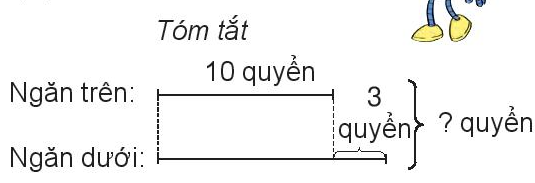 Tóm tắt
10 quyển
Ngăn trên:
3
quyển
? quyển
Ngăn dưới: